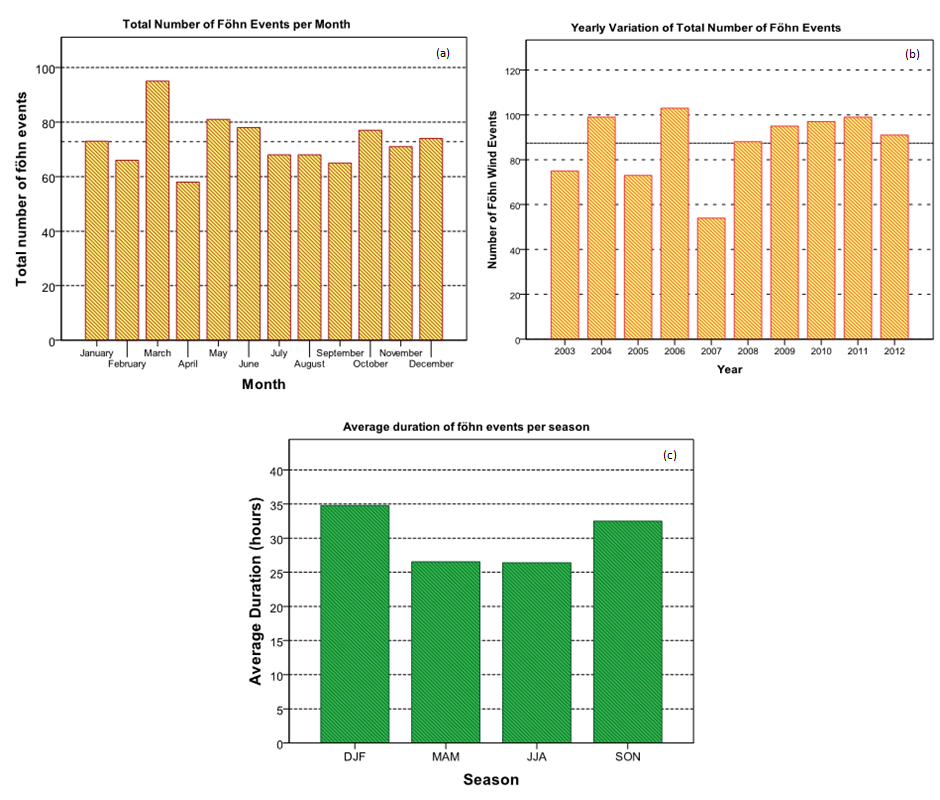 Total Number of Föhn Events per Month
(a)
Total number of föhn events
100
80
60
40
20
0
January
March
May
July
September
November
February
April
June
August
October
December
Month
Yearly Variation of Total Number of Föhn Events
(b)
Number of Föhn Wind Events
120
100
80
60
40
20
0
2003 2004 2005 2006 2007 2008 2009 2010 2011 2012
Year
Average duration of föhn events per season
(c)
Average Duration (hours)
40
35
30
25
20
15
10
5
0
DJF MAM JJA SON
Season